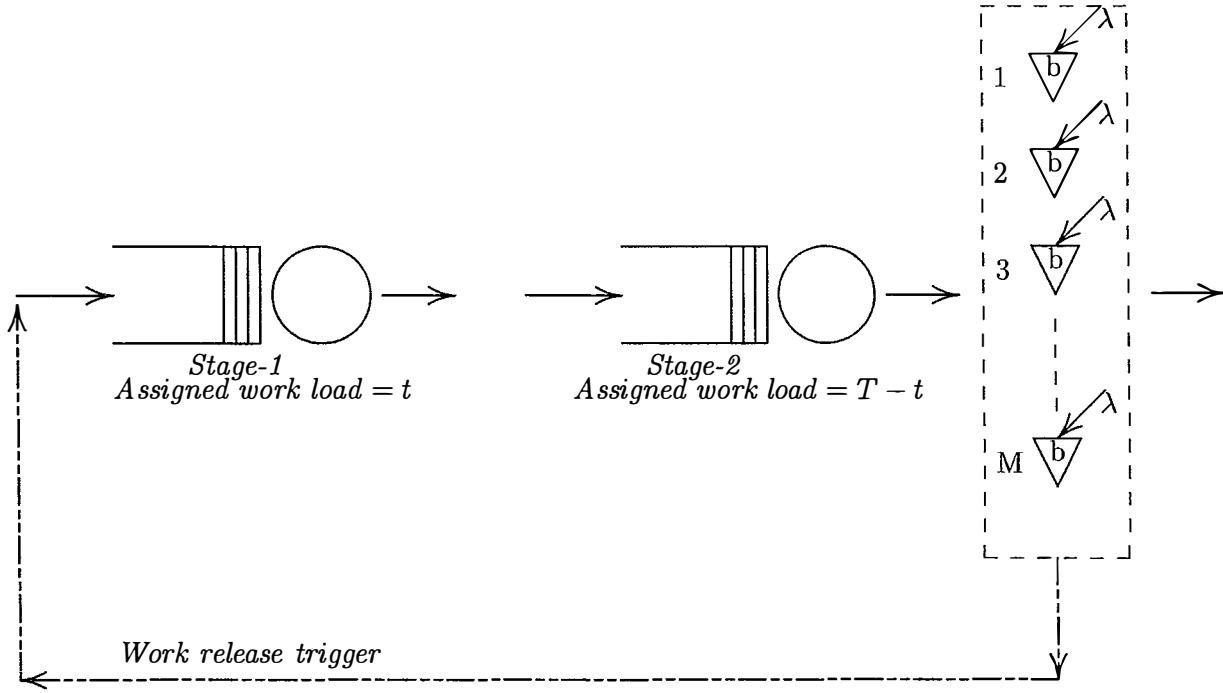 λ
1 b
λ
2 b
λ
3 b
λ
M b
Stage-1
Assigned work load = t
Stage-2
Assigned work load = T − t
Work release trigger